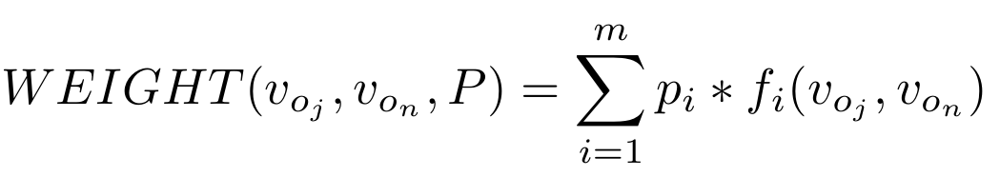 WEIGHT(v_{o_j}, v_{o_n}, P) = \sum_{i=1}^{m} p_i * f_i(v_{o_j}, v_{o_n})